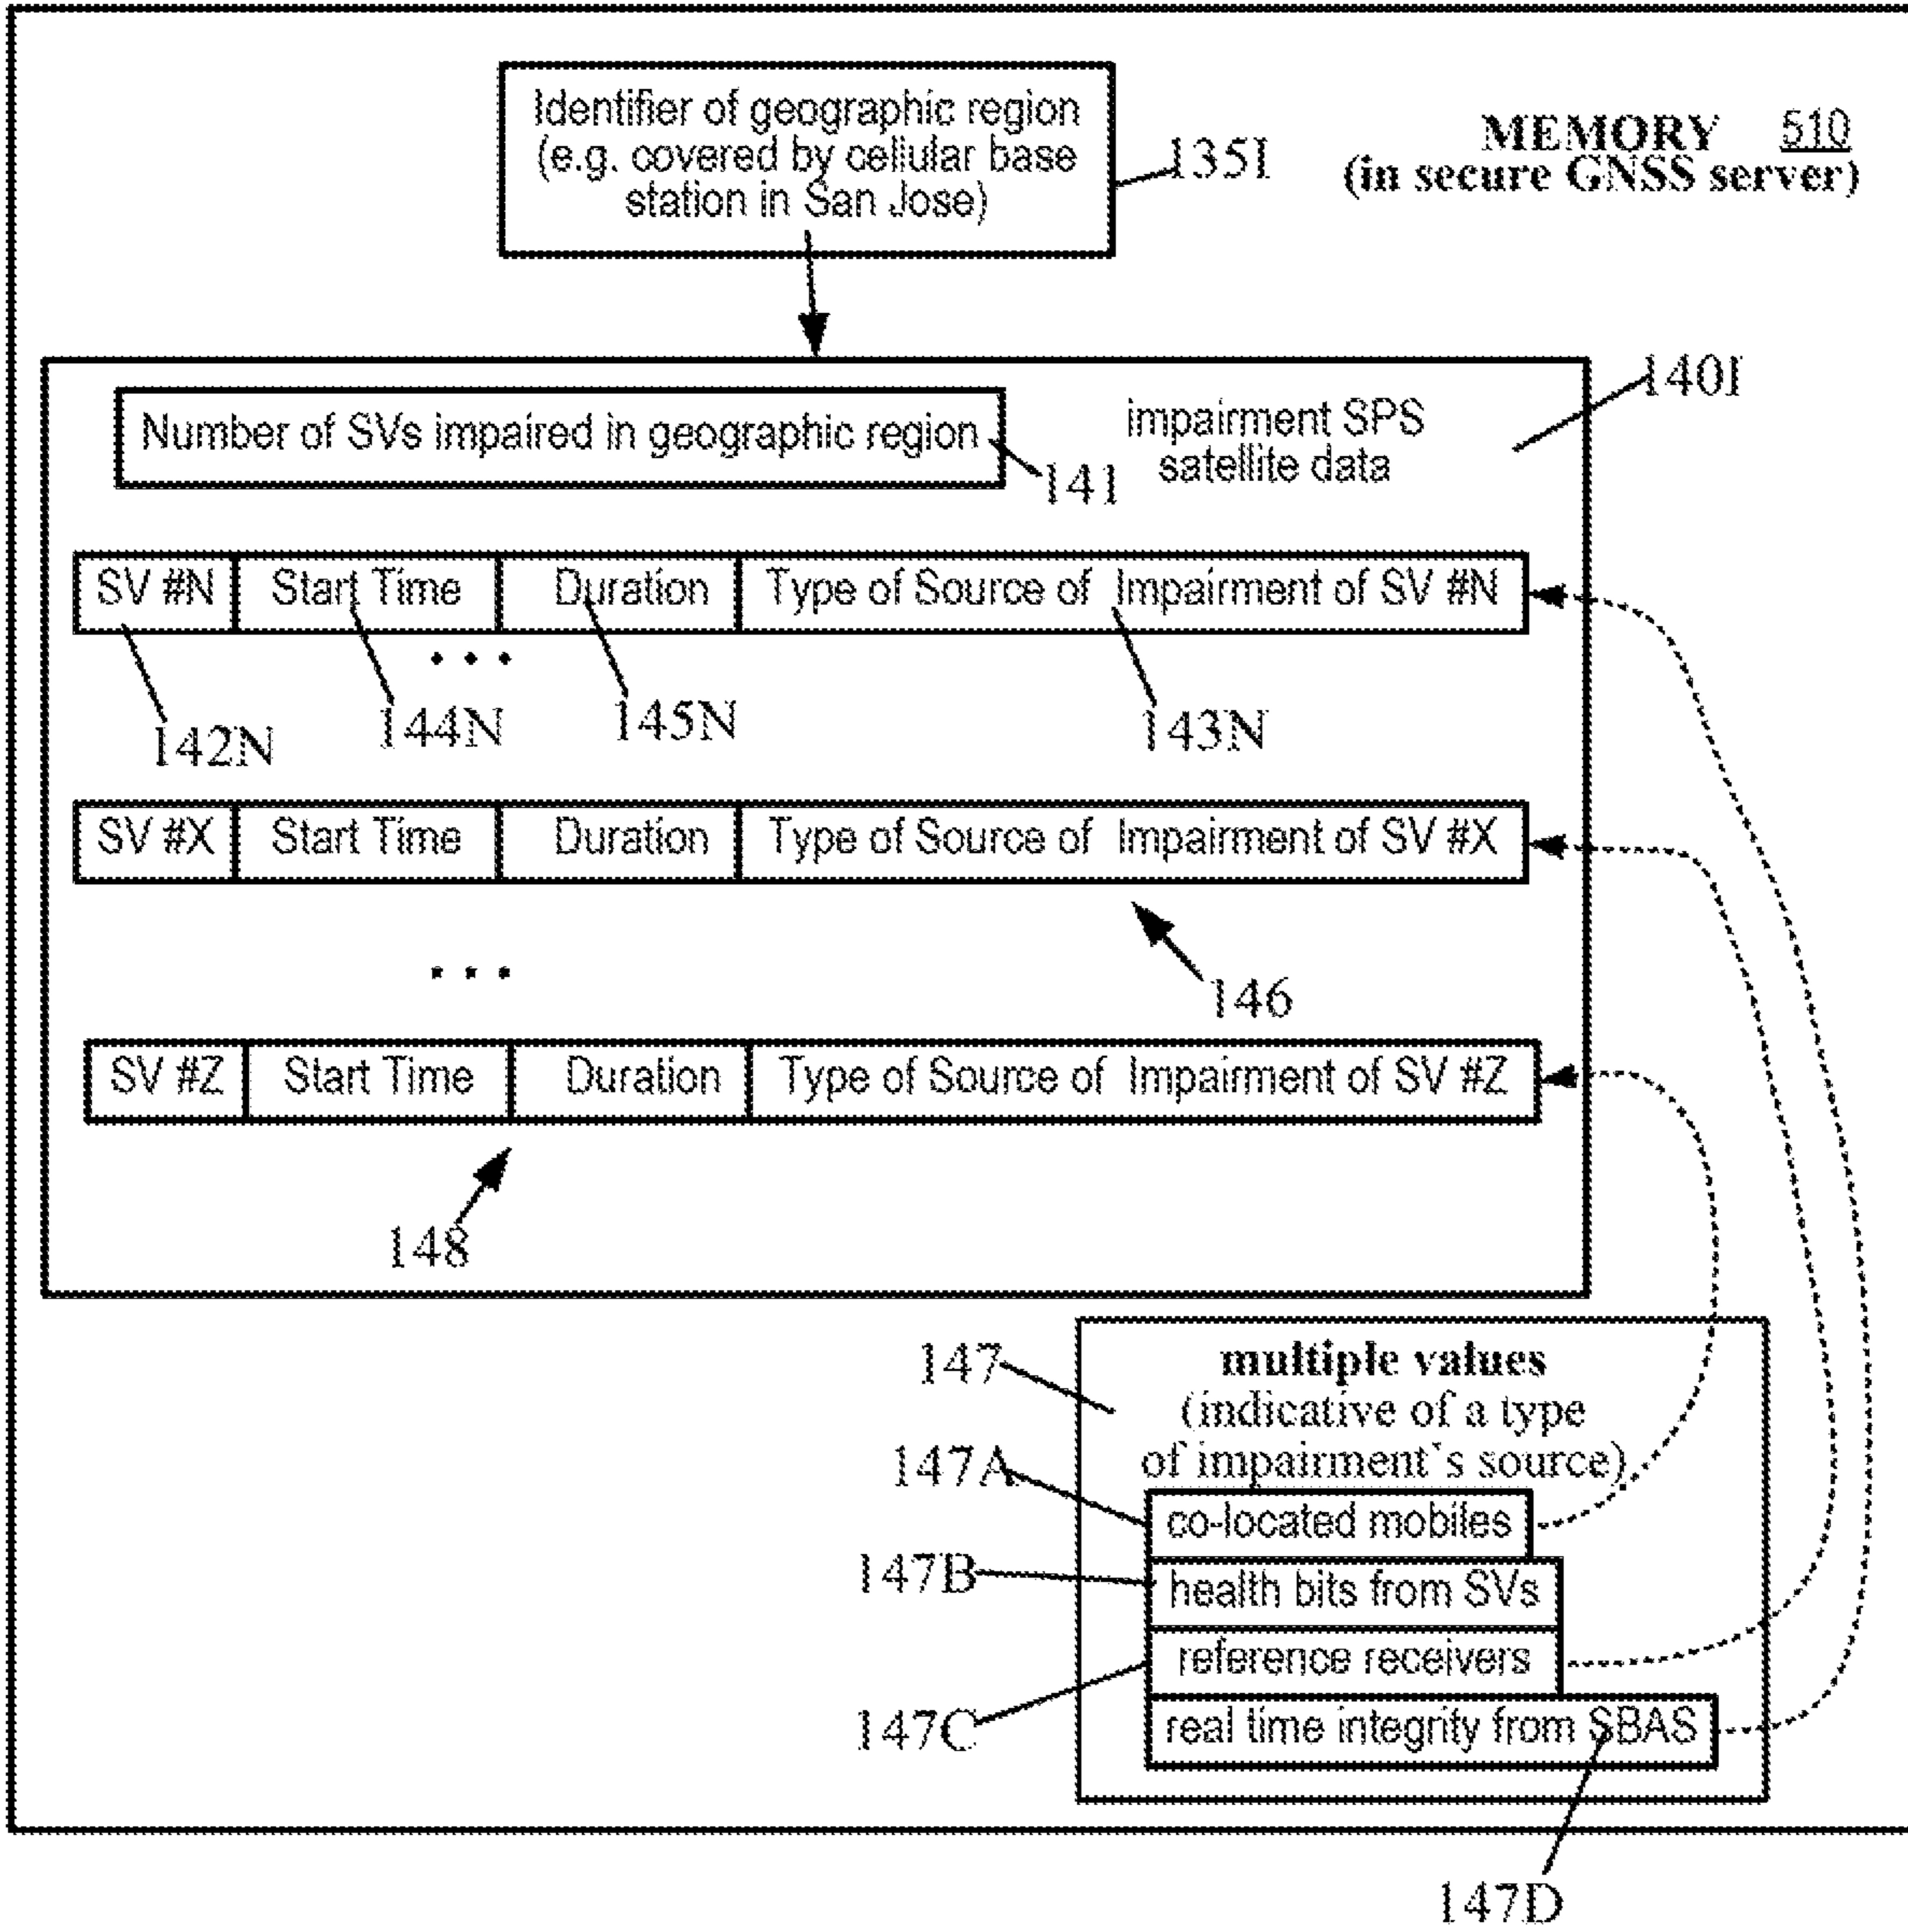 Identifier of geographic region
(e.g. covered by cellular base
station in San Jose)
135I
MEMORY 510
(in secure GNSS server)
140I
Number of SVs impaired in geographic region
141
impairment SPS
satellite data
SV #N Start Time Duration Type of Source of Impairment of SV #N
...
142N 144N 145N 143N
SV #X Start Time Duration Type of Source of Impairment of SV #X
...
146
SV #Z Start Time Duration Type of Source of Impairment of SV #Z
148
147
multiple values
(indicative of a type
of impairment's source)
147A
co-located mobiles
147B
health bits from SVs
reference receivers
147C
real time integrity from SBAS
147D